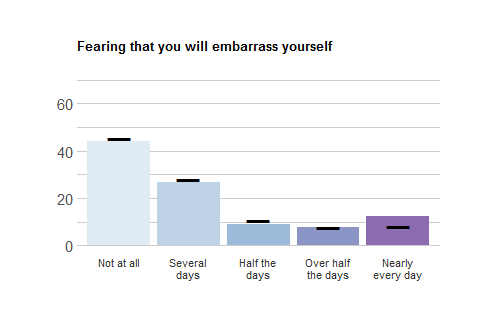 Fearing that you will embarrass yourself
60
40
20
0
Not at all
Several
days
Half the
days
Over half
the days
Nearly
every day